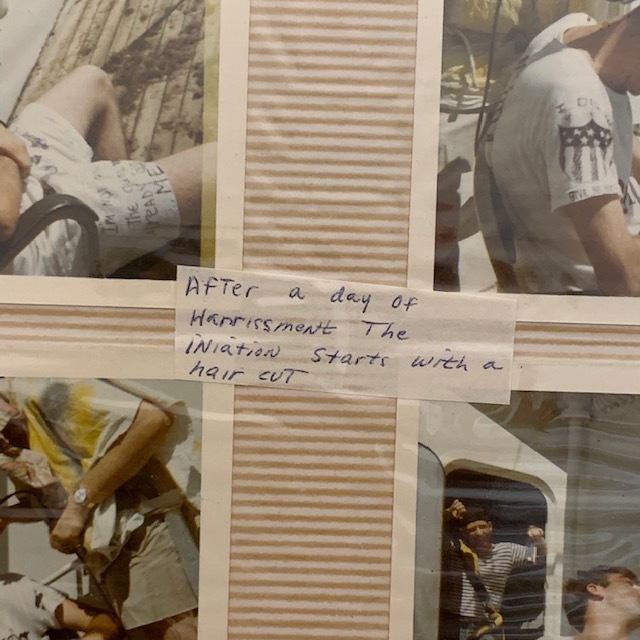 After a day of
Harrissment The
iNiation Starts with a
hair cuT